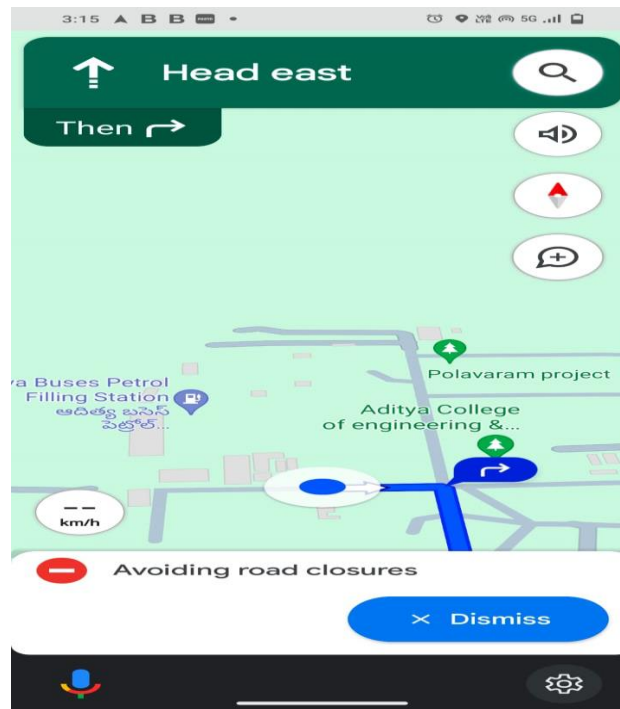 3:15 B B
5G
Head east
Then
Polavaram project
ya Buses Petrol
Filling Station
ఆదిత్య బసెస్
పెట్రోల్...
Aditya College
of engineering &...
--
km/h
Avoiding road closures
× Dismiss